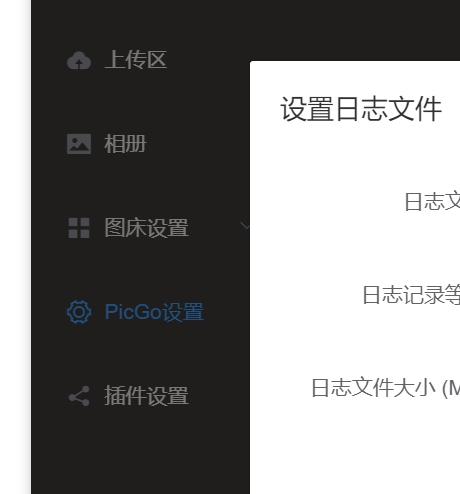 上传区
相册
图床设置
PicGo设置
插件设置
设置日志文件
日志文
日志记录等
日志文件大小 (M